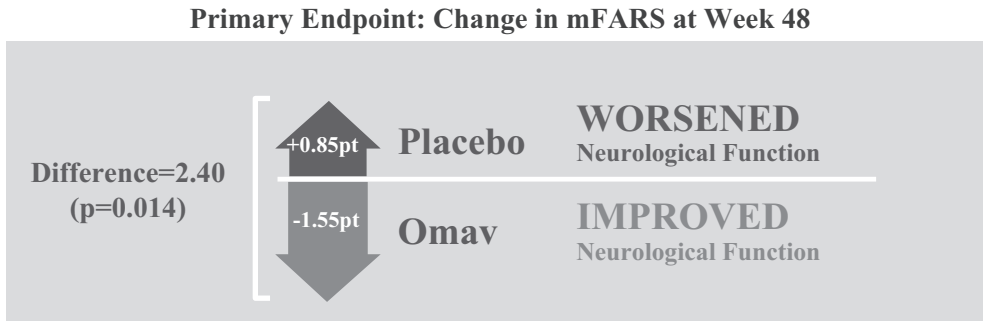 Primary Endpoint: Change in mFARS at Week 48
Difference=2.40
(p=0.014)
+0.85pt
Placebo
WORSENED
Neurological Function
-1.55pt
Omav
IMPROVED
Neurological Function